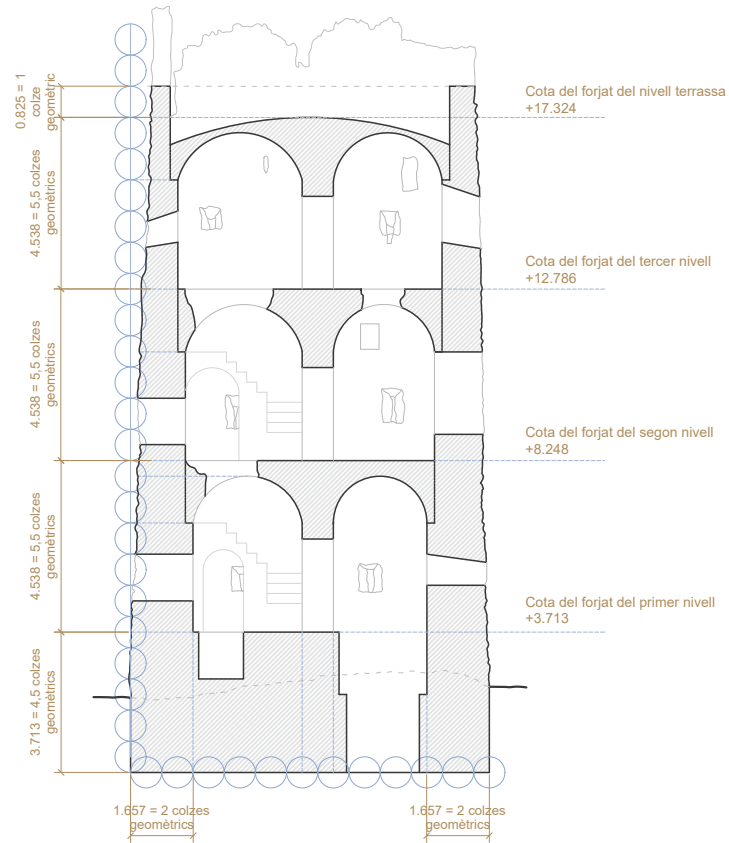 0.825 = 1
colze
geomètric
Cota del forjat del nivell terrassa
+17.324
4.538 = 5,5 colzes
geomètrics
Cota del forjat del tercer nivell
+12.786
4.538 = 5,5 colzes
geomètrics
Cota del forjat del segon nivell
+8.248
4.538 = 5,5 colzes
geomètrics
Cota del forjat del primer nivell
+3.713
3.713 = 4,5 colzes
geomètrics
1.657 = 2 colzes
geomètrics
1.657 = 2 colzes
geomètrics